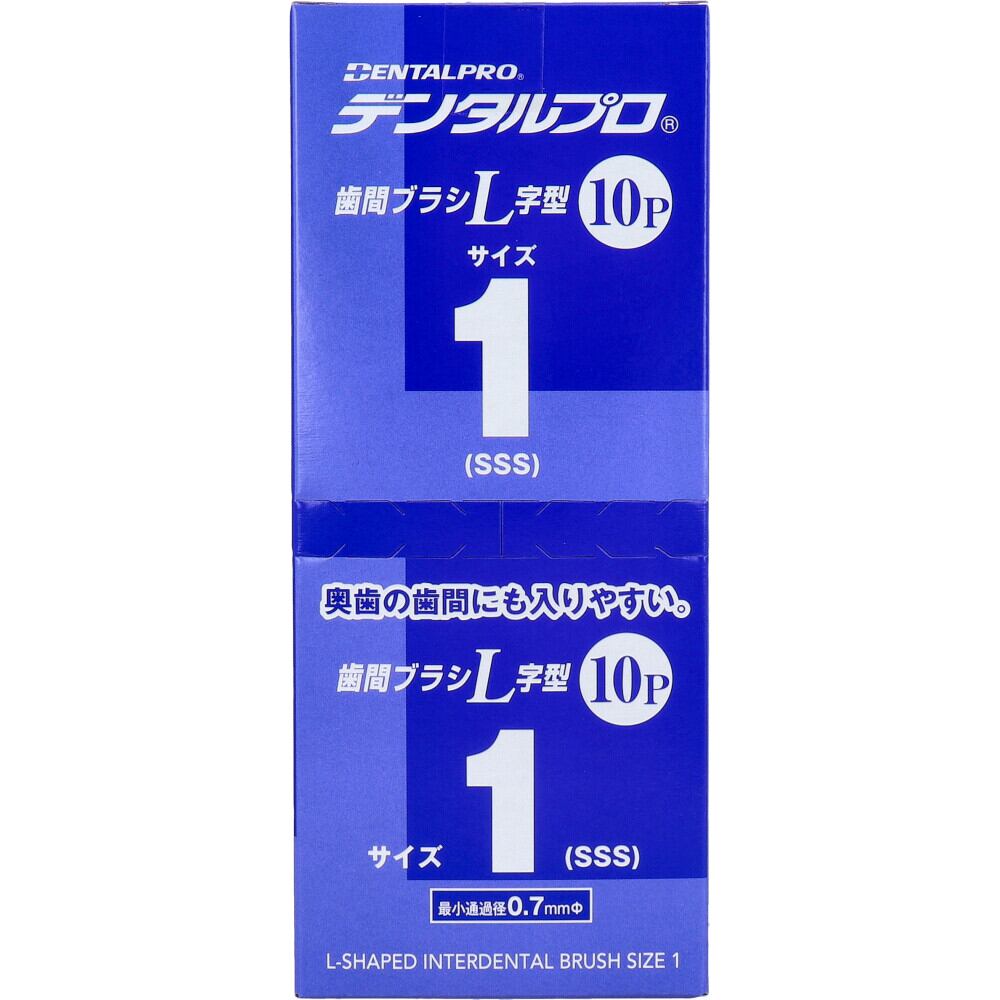 DENTALPRO®
デンタルプロ®
歯間ブラシL字型 10P
サイズ
1
(SSS)
奥歯の歯間にも入りやすい。
歯間ブラシL字型 10P
サイズ 1 (SSS)
最小通過径0.7mmΦ
L-SHAPED INTERDENTAL BRUSH SIZE 1